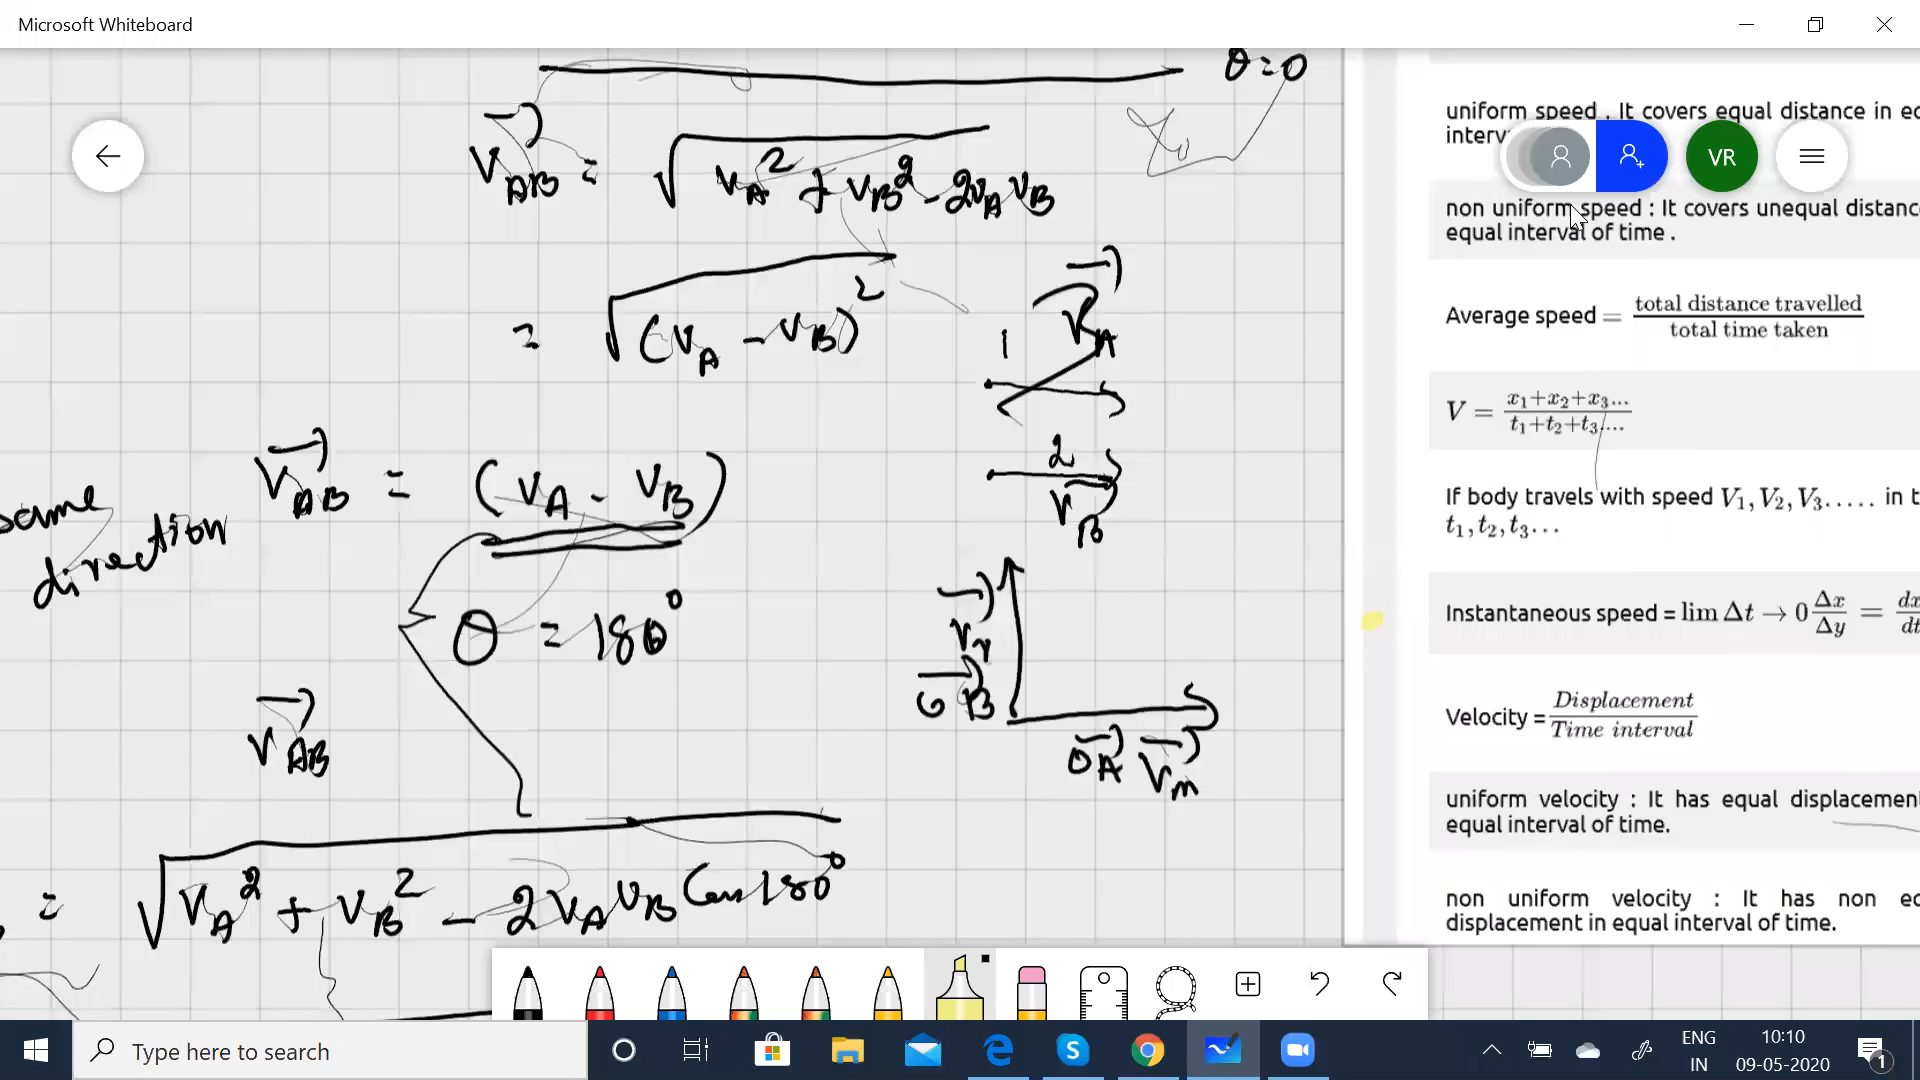 Microsoft Whiteboard
θ = 0
V⃗AB = √(VA² + VB² - 2VAVB)
= √((VA - VB)²)
V⃗A
1
2
V⃗B
same
direction
V⃗AB = (VA - VB)
θ = 180°
V⃗AB
V⃗r
O⃗B
O⃗A V⃗m
= √(VA² + VB² - 2VAVB Cos180°
uniform speed . It covers equal distance in
interv
VR
non uniform speed : It covers unequal distanc
equal interval of time .
Average speed = total distance travelled / total time taken
V = x₁+x₂+x₃... / t₁+t₂+t₃....
If body travels with speed V₁, V₂, V₃..... in t
t₁, t₂, t₃...
Instantaneous speed = lim Δt → 0 Δx/Δy = dx/dt
Velocity = Displacement / Time interval
uniform velocity : It has equal displacemen
equal interval of time.
non uniform velocity : It has non
displacement in equal interval of time.
Type here to search
ENG
IN
10:10
09-05-2020
1